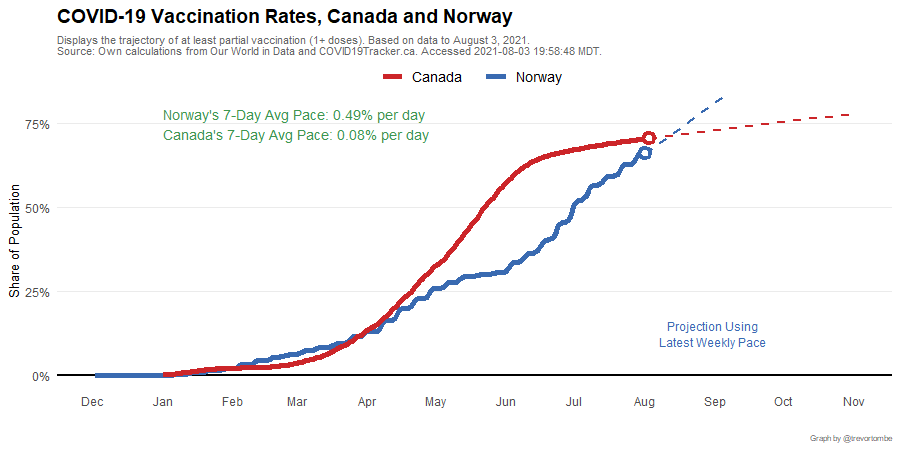 COVID-19 Vaccination Rates, Canada and Norway
Displays the trajectory of at least partial vaccination (1+ doses). Based on data to August 3, 2021.
Source: Own calculations from Our World in Data and COVID19Tracker.ca. Accessed 2021-08-03 19:58:48 MDT.
Canada Norway
Norway's 7-Day Avg Pace: 0.49% per day
Canada's 7-Day Avg Pace: 0.08% per day
75%
50%
25%
0%
Share of Population
Projection Using
Latest Weekly Pace
Dec Jan Feb Mar Apr May Jun Jul Aug Sep Oct Nov
Graph by @trevortombe